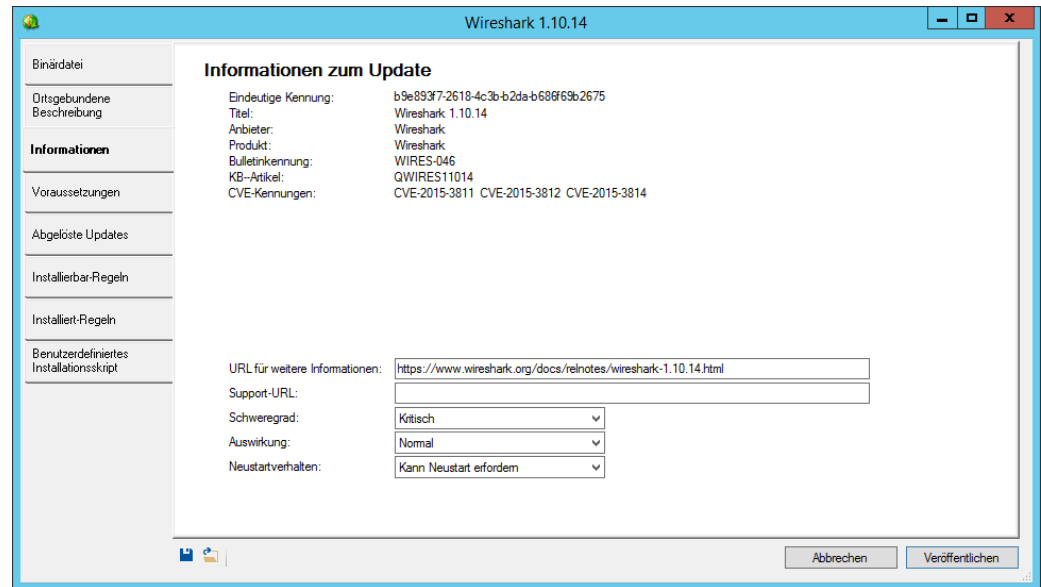 Wireshark 1.10.14
Binärdatei
Ortsgebundene
Beschreibung
Informationen
Voraussetzungen
Abgelöste Updates
Installierbar-Regeln
Installiert-Regeln
Benutzerdefiniertes
Installationsskript
Informationen zum Update
Eindeutige Kennung: b9e893f7-2618-4c3b-b2da-b686f69b2675
Titel: Wireshark 1.10.14
Anbieter: Wireshark
Produkt: Wireshark
Bulletinkennung: WIRES-046
KB--Artikel: QWIRES11014
CVE-Kennungen: CVE-2015-3811 CVE-2015-3812 CVE-2015-3814
URL für weitere Informationen: https://www.wireshark.org/docs/relnotes/wireshark-1.10.14.html
Support-URL:
Schweregrad: Kritisch
Auswirkung: Normal
Neustartverhalten: Kann Neustart erfordern
Abbrechen Veröffentlichen